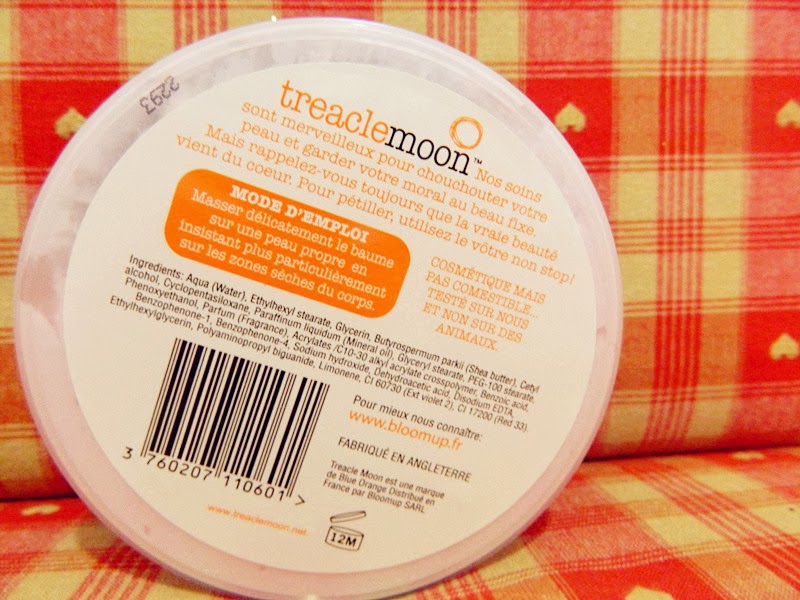 2293
treaclemoon™ Nos soins
sont merveilleux pour chouchouter votre
peau et garder votre moral au beau fixe.
Mais rappelez-vous toujours que la vraie beauté
vient du coeur. Pour pétiller, utilisez le vôtre non stop!
MODE D'EMPLOI
Masser délicatement le baume
sur une peau propre en
insistant plus particulièrement
sur les zones sèches du corps.
COSMÉTIQUE MAIS
PAS COMESTIBLE...
TESTÉ SUR NOUS
ET NON SUR DES
ANIMAUX.
Ingredients: Aqua (Water), Ethylhexyl stearate, Glycerin, Butyrospermum parkii (Shea butter), Cetyl
alcohol, Cyclopentasiloxane, Paraffinum liquidum (Mineral oil), Glyceryl stearate, PEG-100 stearate,
Phenoxyethanol, Parfum (Fragrance), Acrylates /C10-30 alkyl acrylate crosspolymer, Benzoic acid,
Benzophenone-1, Benzophenone-4, Sodium hydroxide, Dehydroacetic acid, Disodium EDTA,
Ethylhexylglycerin, Polyaminopropyl biguanide, Limonene, CI 60730 (Ext violet 2), CI 17200 (Red 33).
Pour mieux nous connaître:
www.bloomup.fr
FABRIQUÉ EN ANGLETERRE
Treacle Moon est une marque
de Blue Orange Distribué en
France par Bloomup SARL
3 760207 110601 >
www.treaclemoon.net
12M